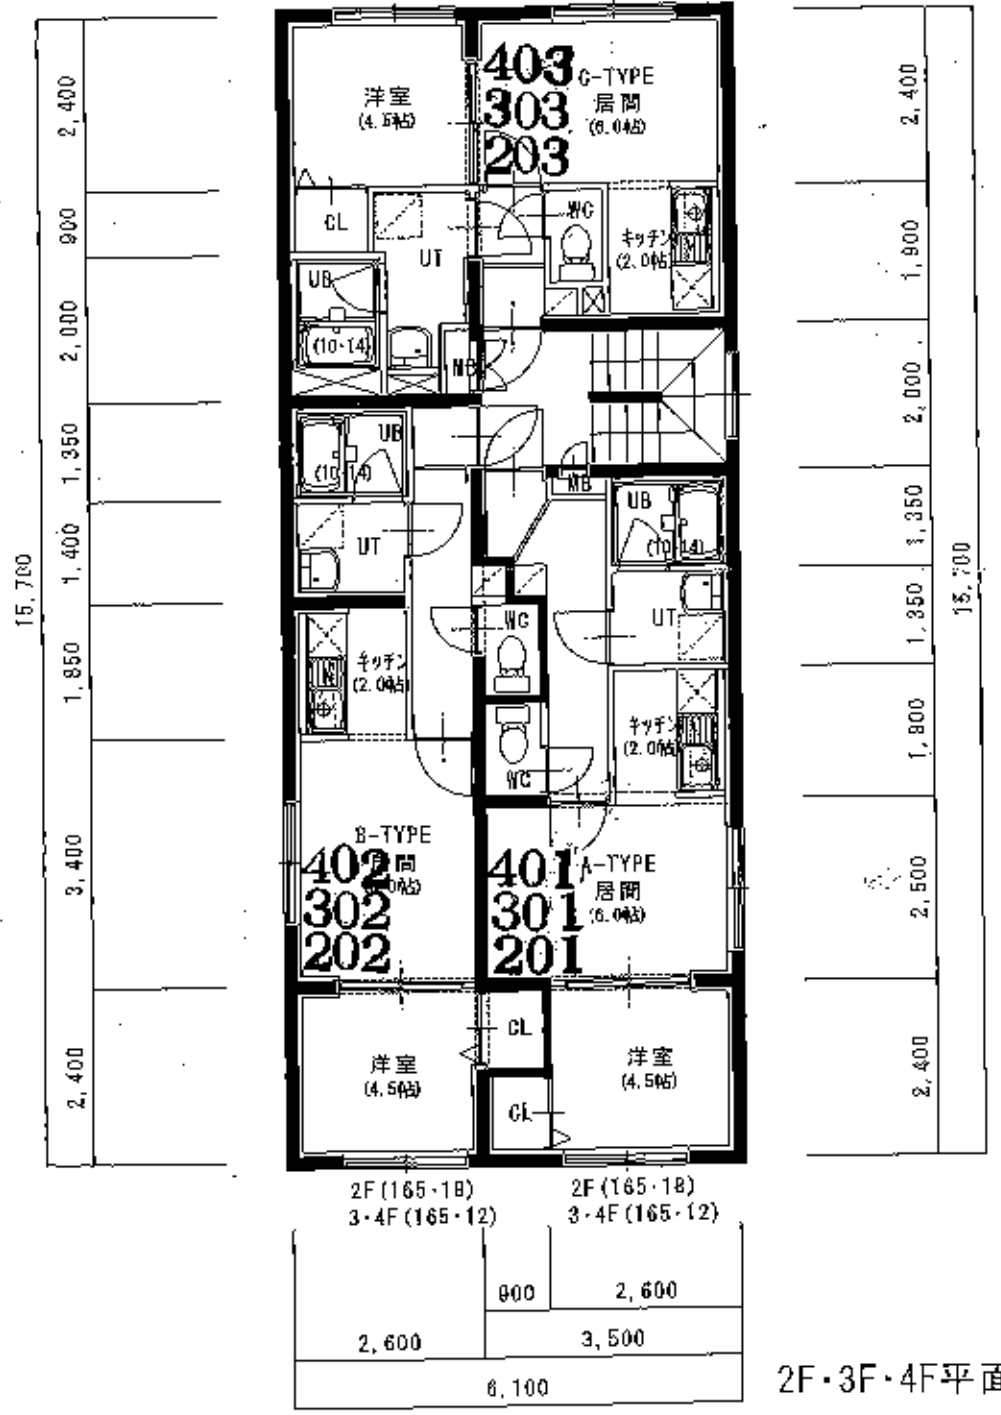 洋室
(4.5帖)
403
303
203
C-TYPE
居間
(6.0帖)
CL
UT
WC
キッチン
(2.0帖)
UB
(10·14)
MB
UB
(10·14)
UT
MB
UB
(10·14)
UT
WC
キッチン
(2.0帖)
キッチン
(2.0帖)
WC
B-TYPE
居間
402
302
202
A-TYPE
居間
(6.0帖)
401
301
201
洋室
(4.5帖)
CL
CL
洋室
(4.5帖)
2F(165·18)
3·4F(165·12)
2F(165·18)
3·4F(165·12)
15,700
2,400
900
2,000
1,350
1,400
1,850
3,400
2,400
2,400
1,900
2,000
1,350
1,350
1,900
2,500
2,400
15,700
900
2,600
2,600
3,500
6,100
2F·3F·4F平面